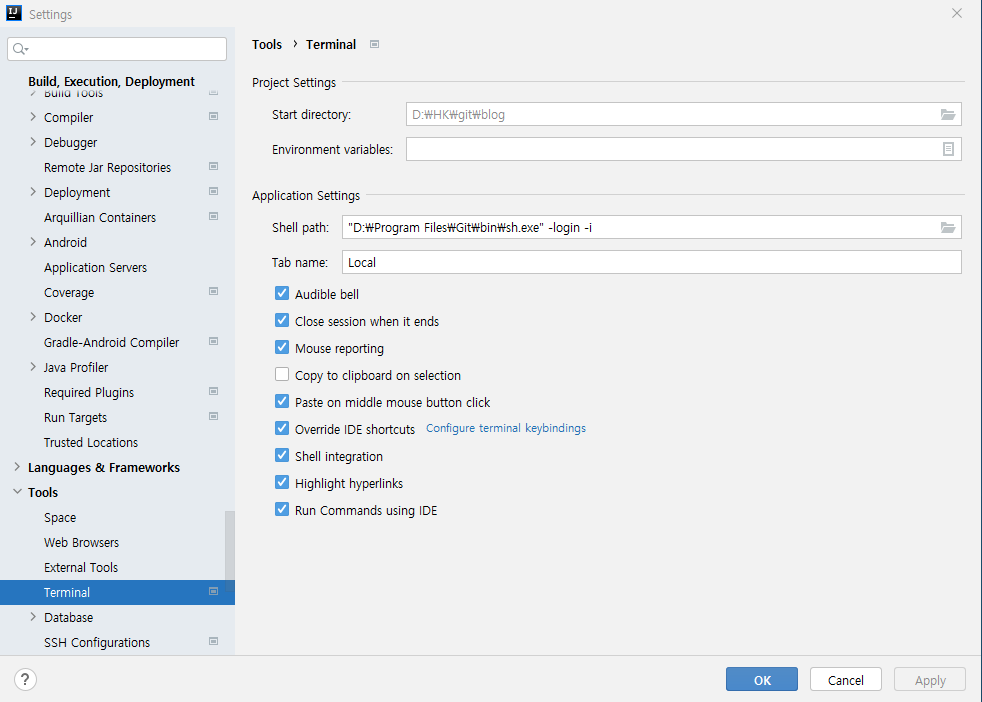 IJ Settings
Build, Execution, Deployment
Build Tools
Compiler
Debugger
Remote Jar Repositories
Deployment
Arquillian Containers
Android
Application Servers
Coverage
Docker
Gradle-Android Compiler
Java Profiler
Required Plugins
Run Targets
Trusted Locations
Languages & Frameworks
Tools
Space
Web Browsers
External Tools
Terminal
Database
SSH Configurations
Tools › Terminal
Project Settings
Start directory: D:₩HK₩git₩blog
Environment variables:
Application Settings
Shell path: "D:₩Program Files₩Git₩bin₩sh.exe" -login -i
Tab name: Local
Audible bell
Close session when it ends
Mouse reporting
Copy to clipboard on selection
Paste on middle mouse button click
Override IDE shortcuts Configure terminal keybindings
Shell integration
Highlight hyperlinks
Run Commands using IDE
? OK Cancel Apply